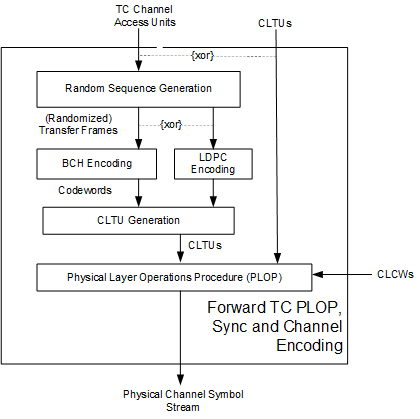 TC Channel
Access Units
CLTUs
{xor}
Random Sequence Generation
(Randomized)
Transfer Frames
{xor}
BCH Encoding
LDPC
Encoding
Codewords
CLTU Generation
CLTUs
Physical Layer Operations Procedure (PLOP)
CLCWs
Forward TC PLOP,
Sync and Channel
Encoding
Physical Channel Symbol
Stream